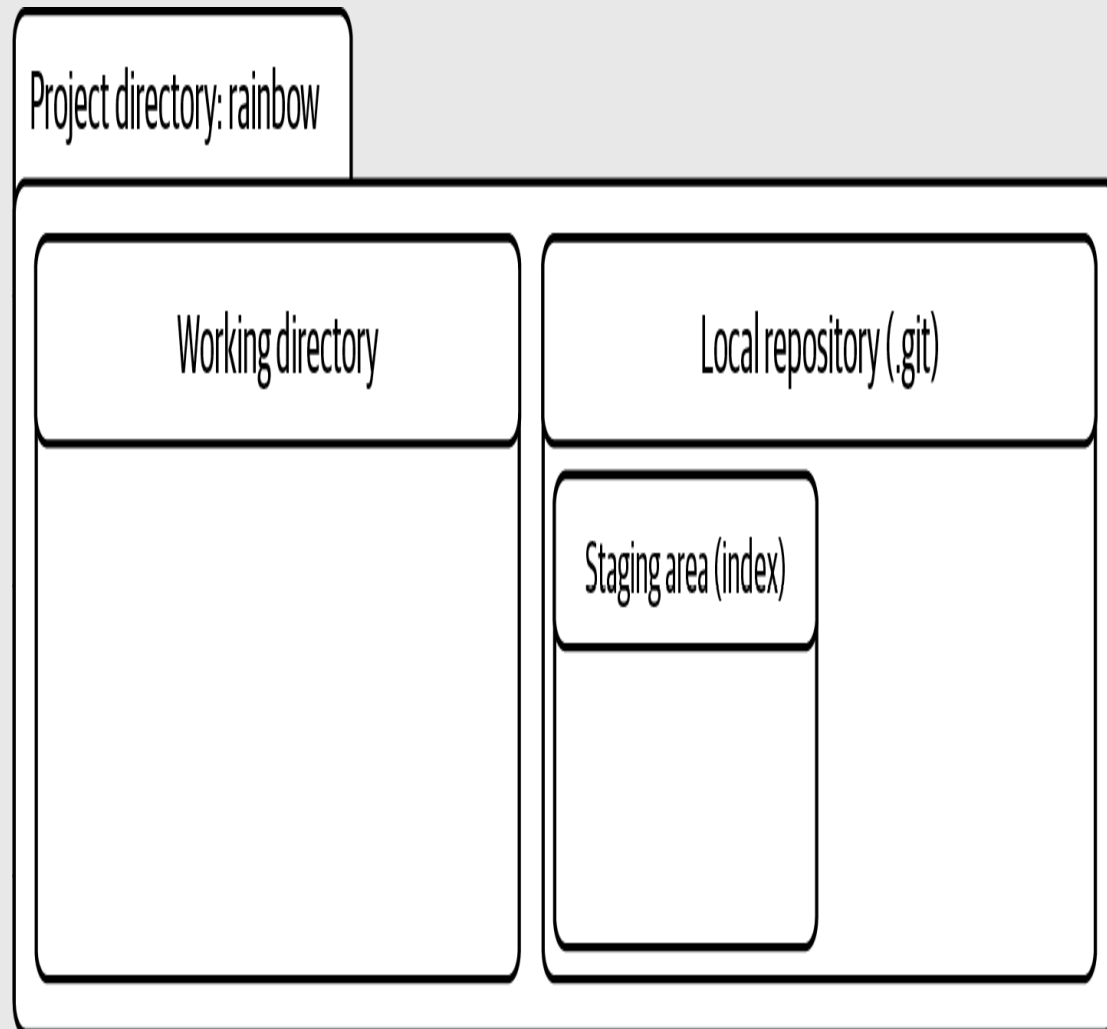 Project directory: rainbow
Working directory
Local repository (.git)
Staging area (index)